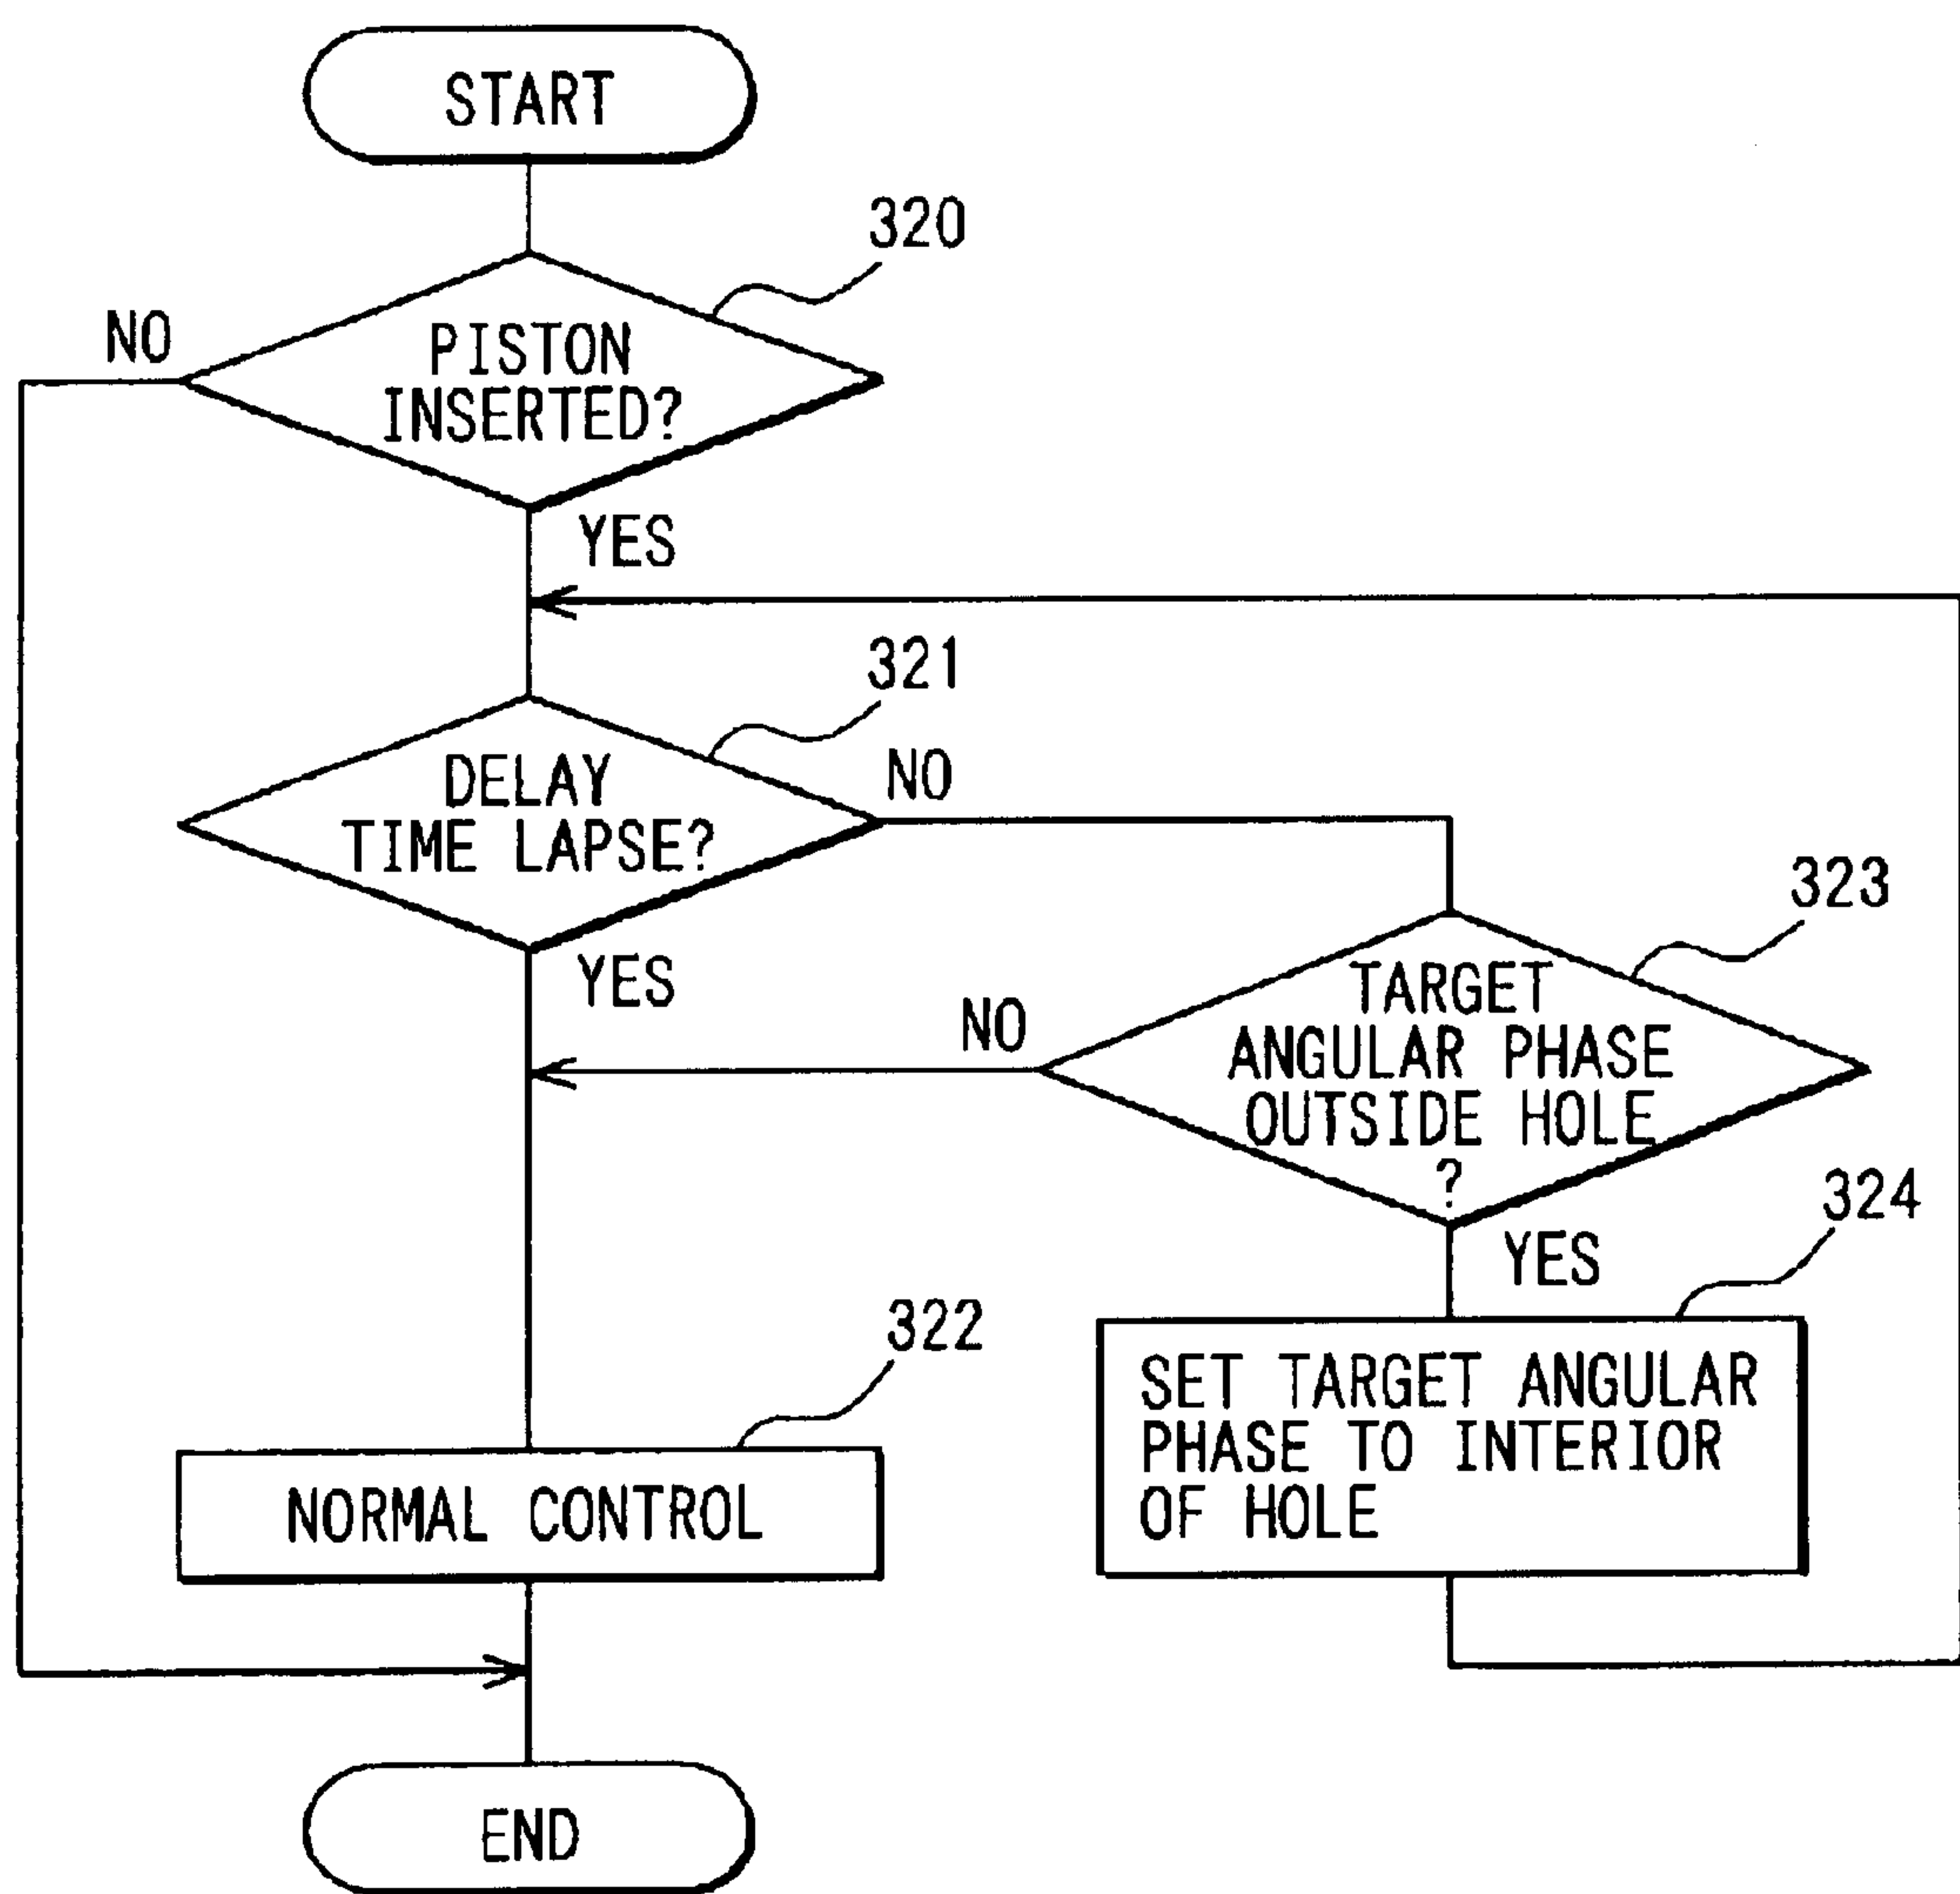 START
320
NO
PISTON
INSERTED?
YES
321
DELAY
TIME LAPSE?
NO
YES
323
TARGET
ANGULAR PHASE
OUTSIDE HOLE
?
NO
YES
324
SET TARGET ANGULAR
PHASE TO INTERIOR
OF HOLE
322
NORMAL CONTROL
END